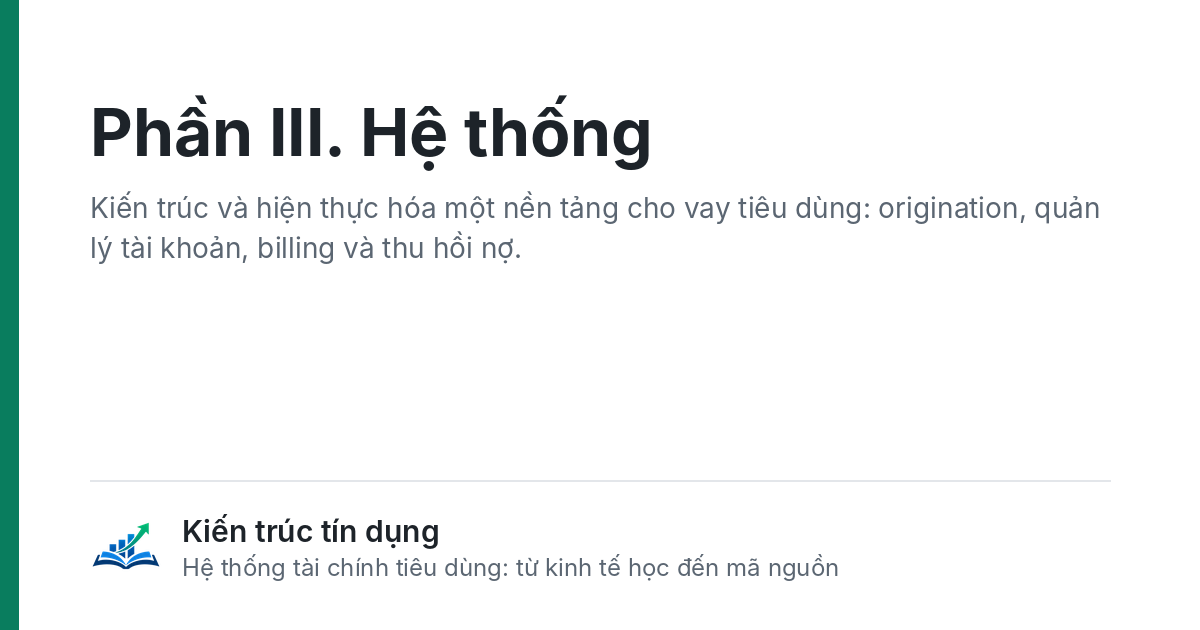 Phần III. Hệ thống
Kiến trúc và hiện thực hóa một nền tảng cho vay tiêu dùng: origination, quản
lý tài khoản, billing và thu hồi nợ.
Kiến trúc tín dụng
Hệ thống tài chính tiêu dùng: từ kinh tế học đến mã nguồn